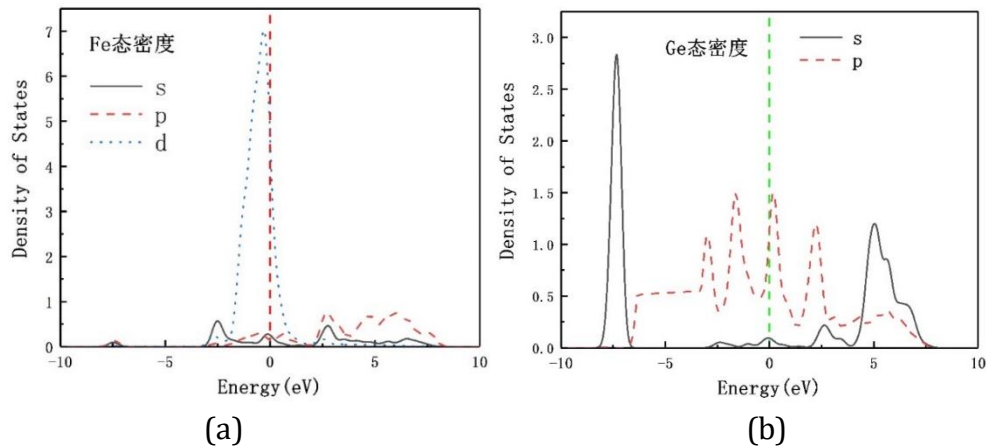 Density of States
7
6
5
4
3
2
1
0
Fe态密度
s
p
d
-10
-5
0
5
10
Energy(eV)
(a)
Density of States
3.0
2.5
2.0
1.5
1.0
0.5
0.0
Ge态密度
s
p
-10
-5
0
5
10
Energy(eV)
(b)